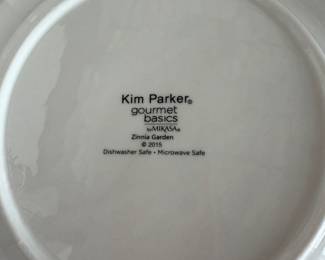 Kim Parker®
gourmet
basics
by MIKASA®
Zinnia Garden
© 2015
Dishwasher Safe • Microwave Safe